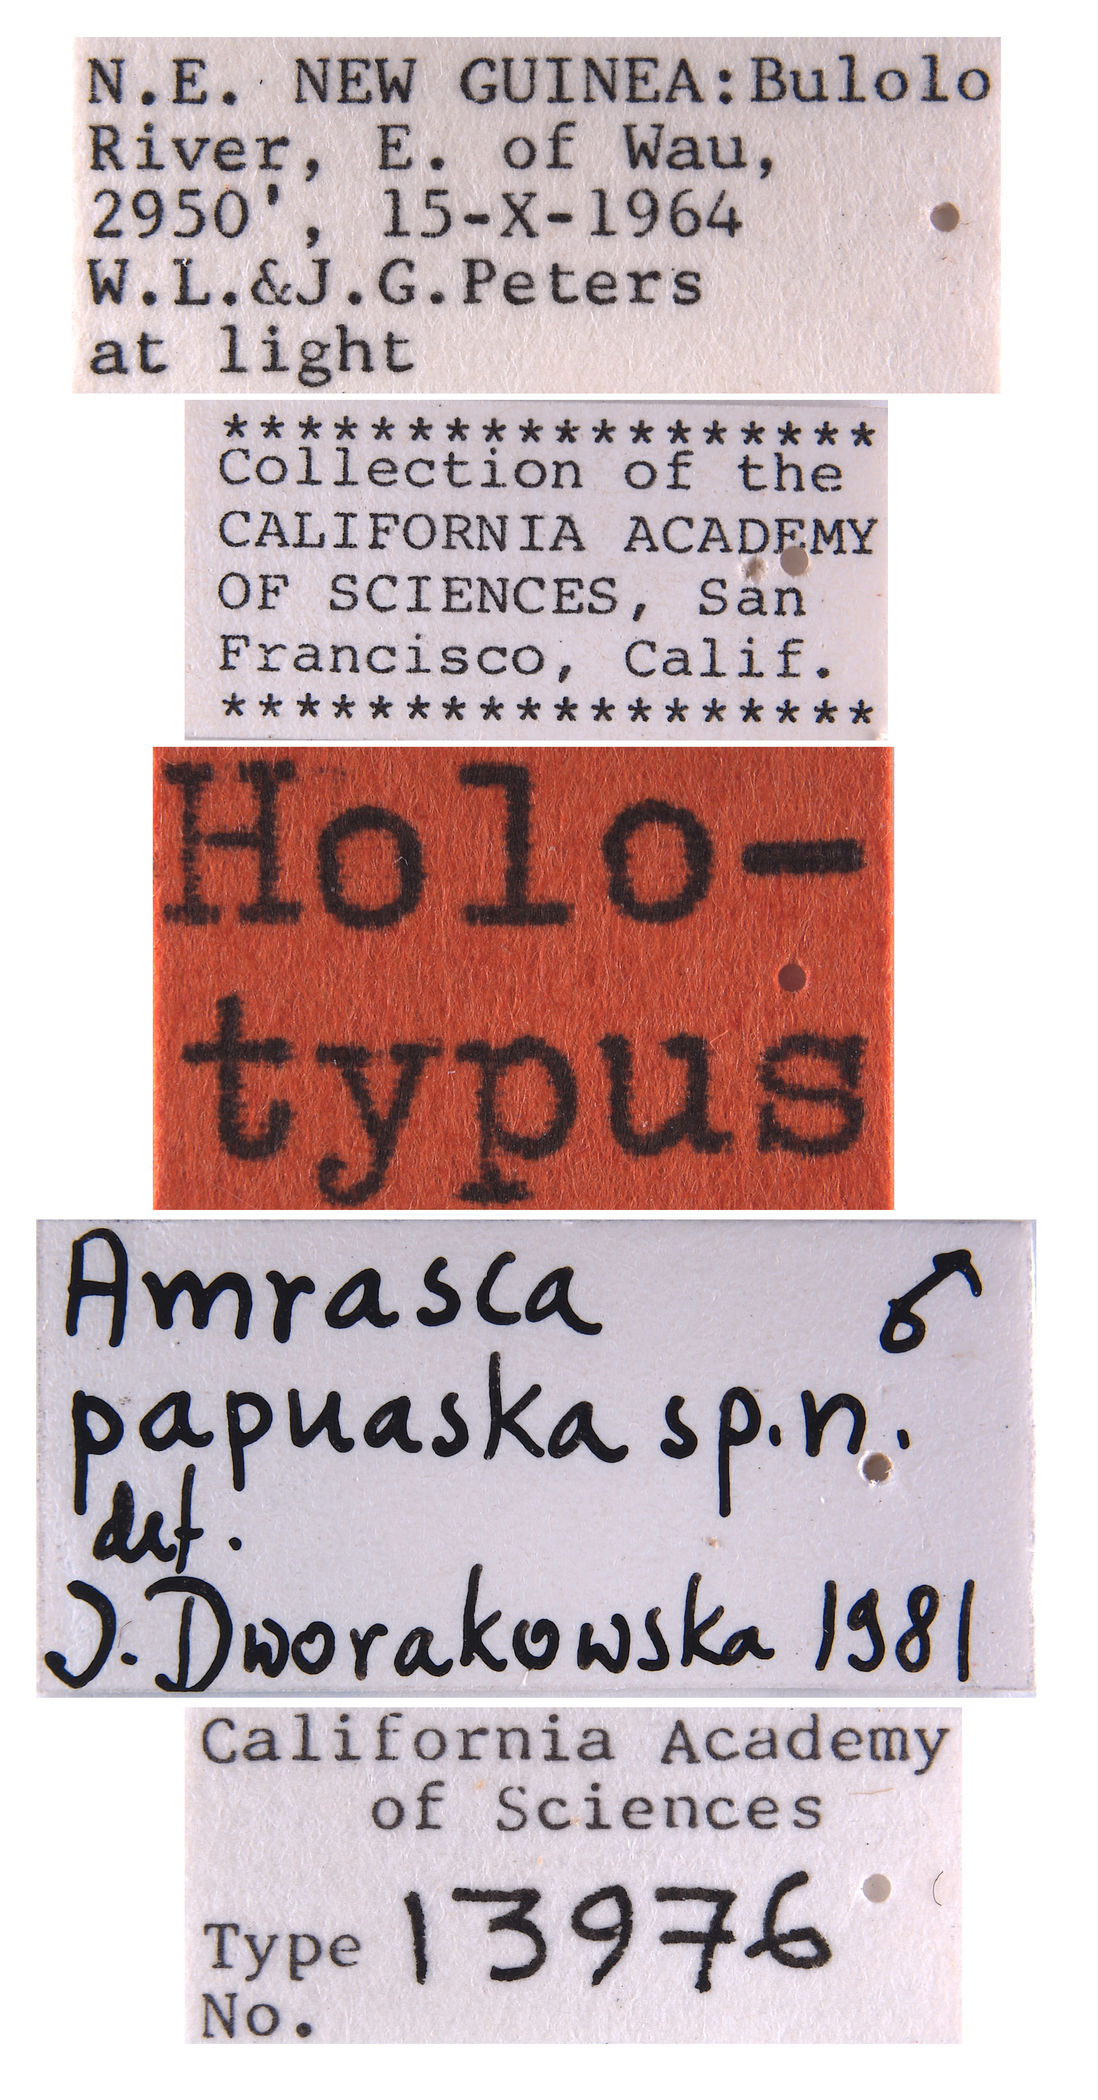 N.E. NEW GUINEA:Bulolo
River, E. of Wau,
2950', 15-X-1964
W.L.&J.G.Peters
at light
******************
Collection of the
CALIFORNIA ACADEMY
OF SCIENCES, San
Francisco, Calif.
******************
Holo-
typus
Amrasca ♂
papuaska sp.n.
det.
J. Dworakowska 1981
California Academy
of Sciences
Type 13976
No.